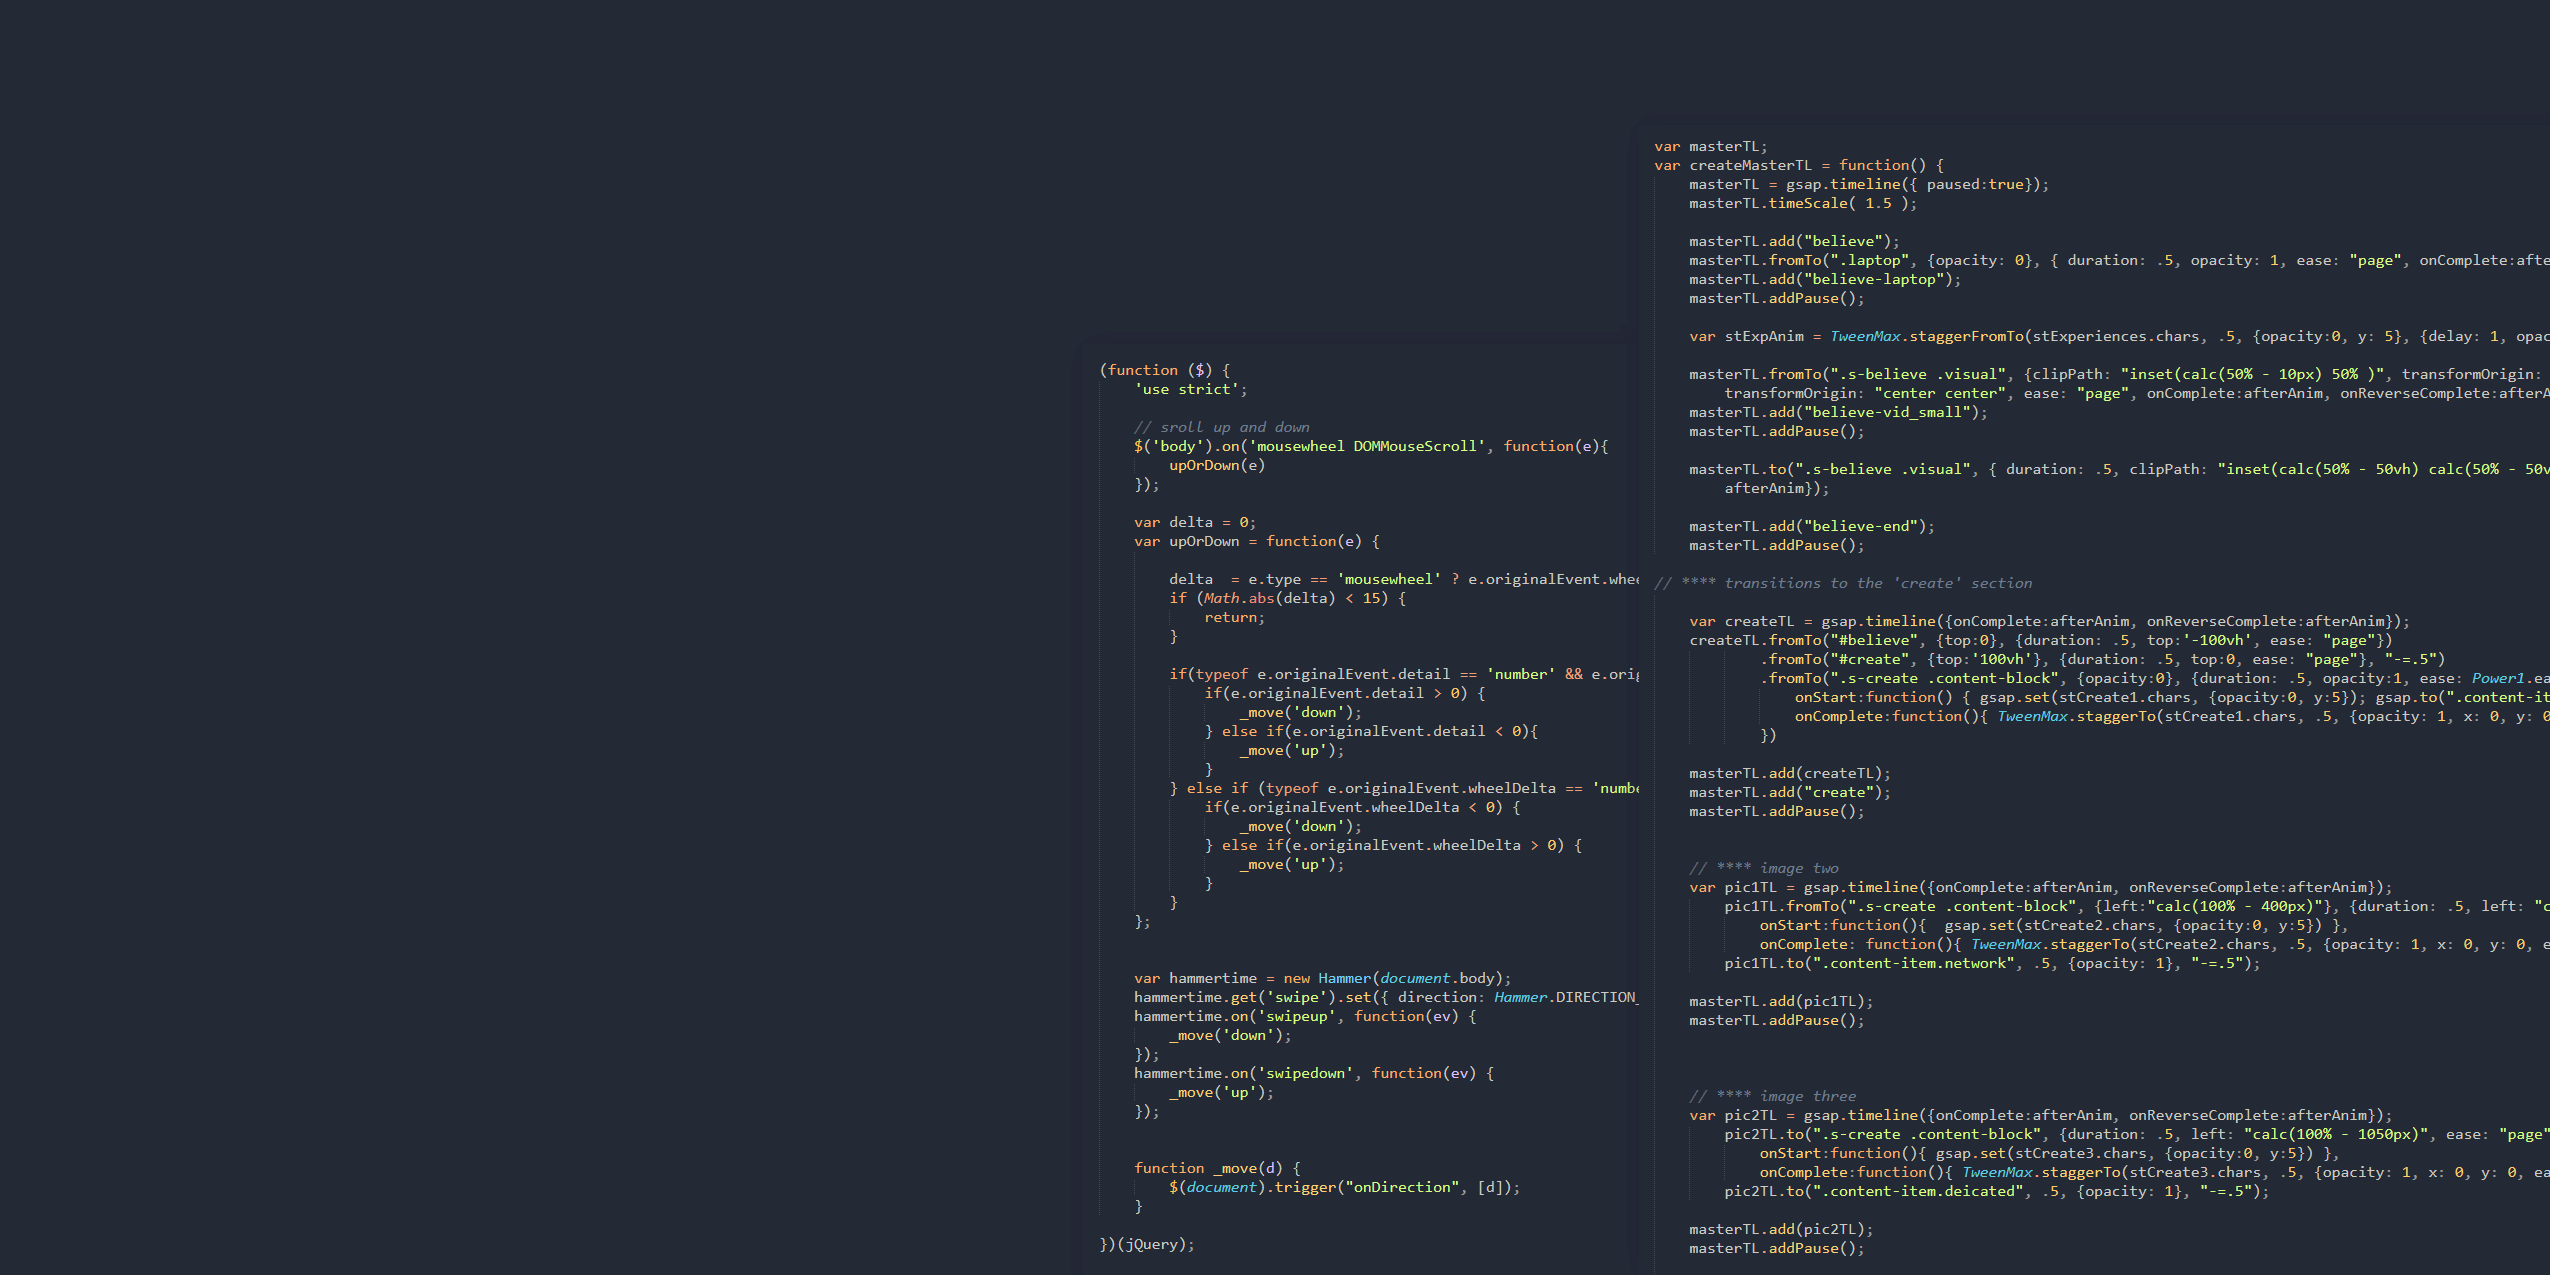 (function ($) {
'use strict';
// sroll up and down
$('body').on('mousewheel DOMMouseScroll', function(e){
upOrDown(e)
});
var delta = 0;
var upOrDown = function(e) {
delta  = e.type == 'mousewheel' ? e.originalEvent.whee
if (Math.abs(delta) < 15) {
return;
}
if(typeof e.originalEvent.detail == 'number' && e.orig
if(e.originalEvent.detail > 0) {
_move('down');
} else if(e.originalEvent.detail < 0){
_move('up');
}
} else if (typeof e.originalEvent.wheelDelta == 'numbe
if(e.originalEvent.wheelDelta < 0) {
_move('down');
} else if(e.originalEvent.wheelDelta > 0) {
_move('up');
}
}
};
var hammertime = new Hammer(document.body);
hammertime.get('swipe').set({ direction: Hammer.DIRECTION_
hammertime.on('swipeup', function(ev) {
_move('down');
});
hammertime.on('swipedown', function(ev) {
_move('up');
});
function _move(d) {
$(document).trigger("onDirection", [d]);
}
})(jQuery);
var masterTL;
var createMasterTL = function() {
masterTL = gsap.timeline({ paused:true});
masterTL.timeScale( 1.5 );
masterTL.add("believe");
masterTL.fromTo(".laptop", {opacity: 0}, { duration: .5, opacity: 1, ease: "page", onComplete:afte
masterTL.add("believe-laptop");
masterTL.addPause();
var stExpAnim = TweenMax.staggerFromTo(stExperiences.chars, .5, {opacity:0, y: 5}, {delay: 1, opac
masterTL.fromTo(".s-believe .visual", {clipPath: "inset(calc(50% - 10px) 50% )", transformOrigin:
transformOrigin: "center center", ease: "page", onComplete:afterAnim, onReverseComplete:afterA
masterTL.add("believe-vid_small");
masterTL.addPause();
masterTL.to(".s-believe .visual", { duration: .5, clipPath: "inset(calc(50% - 50vh) calc(50% - 50v
afterAnim});
masterTL.add("believe-end");
masterTL.addPause();
// **** transitions to the 'create' section
var createTL = gsap.timeline({onComplete:afterAnim, onReverseComplete:afterAnim});
createTL.fromTo("#believe", {top:0}, {duration: .5, top:'-100vh', ease: "page"})
.fromTo("#create", {top:'100vh'}, {duration: .5, top:0, ease: "page"}, "-=.5")
.fromTo(".s-create .content-block", {opacity:0}, {duration: .5, opacity:1, ease: Power1.ea
onStart:function() { gsap.set(stCreate1.chars, {opacity:0, y:5}); gsap.to(".content-it
onComplete:function(){ TweenMax.staggerTo(stCreate1.chars, .5, {opacity: 1, x: 0, y: 0
})
masterTL.add(createTL);
masterTL.add("create");
masterTL.addPause();
// **** image two
var pic1TL = gsap.timeline({onComplete:afterAnim, onReverseComplete:afterAnim});
pic1TL.fromTo(".s-create .content-block", {left:"calc(100% - 400px)"}, {duration: .5, left: "c
onStart:function(){  gsap.set(stCreate2.chars, {opacity:0, y:5}) },
onComplete: function(){ TweenMax.staggerTo(stCreate2.chars, .5, {opacity: 1, x: 0, y: 0, e
pic1TL.to(".content-item.network", .5, {opacity: 1}, "-=.5");
masterTL.add(pic1TL);
masterTL.addPause();
// **** image three
var pic2TL = gsap.timeline({onComplete:afterAnim, onReverseComplete:afterAnim});
pic2TL.to(".s-create .content-block", {duration: .5, left: "calc(100% - 1050px)", ease: "page"
onStart:function(){ gsap.set(stCreate3.chars, {opacity:0, y:5}) },
onComplete:function(){ TweenMax.staggerTo(stCreate3.chars, .5, {opacity: 1, x: 0, y: 0, ea
pic2TL.to(".content-item.deicated", .5, {opacity: 1}, "-=.5");
masterTL.add(pic2TL);
masterTL.addPause();